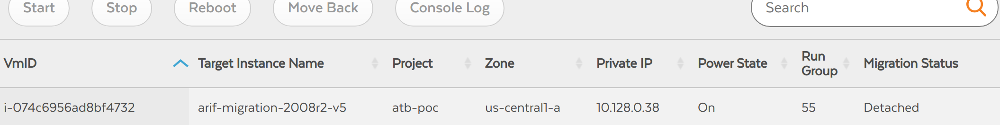 Start Stop Reboot Move Back Console Log Search
VmID Target Instance Name Project Zone Private IP Power State Run Group Migration Status
i-074c6956ad8bf4732 arif-migration-2008r2-v5 atb-poc us-central1-a 10.128.0.38 On 55 Detached